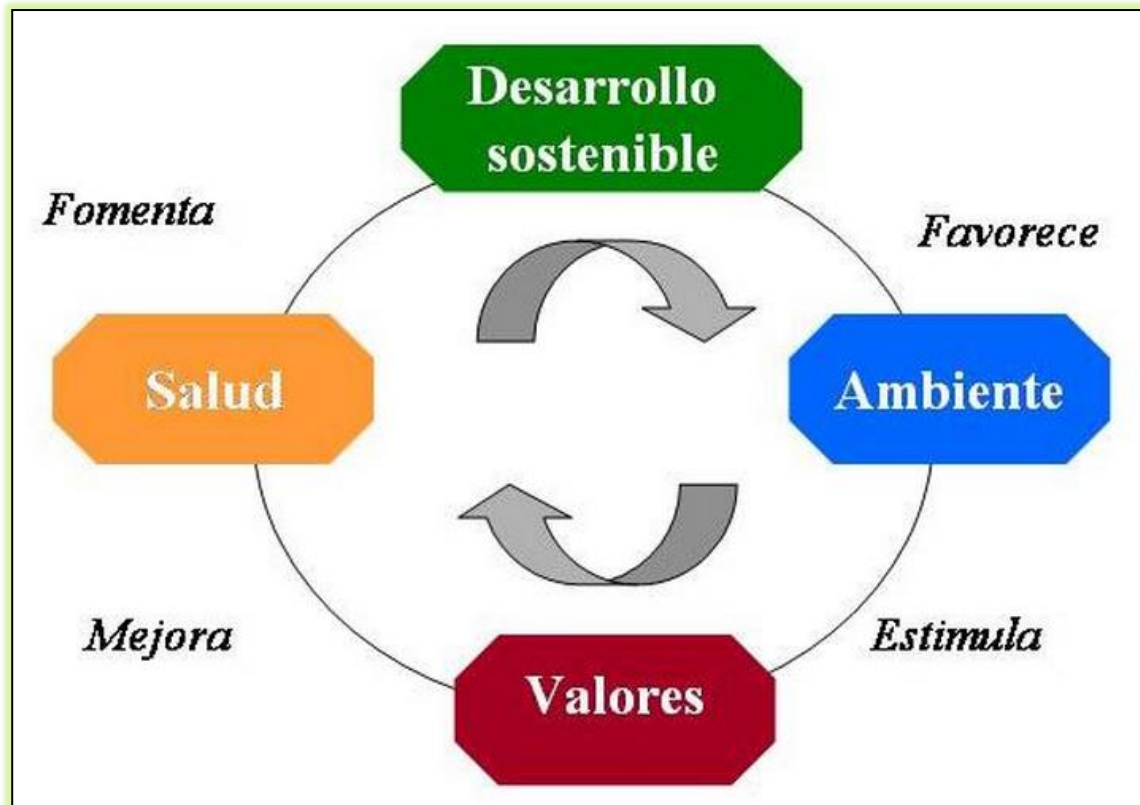 Desarrollo
sostenible
Fomenta
Favorece
Salud
Ambiente
Mejora
Estimula
Valores